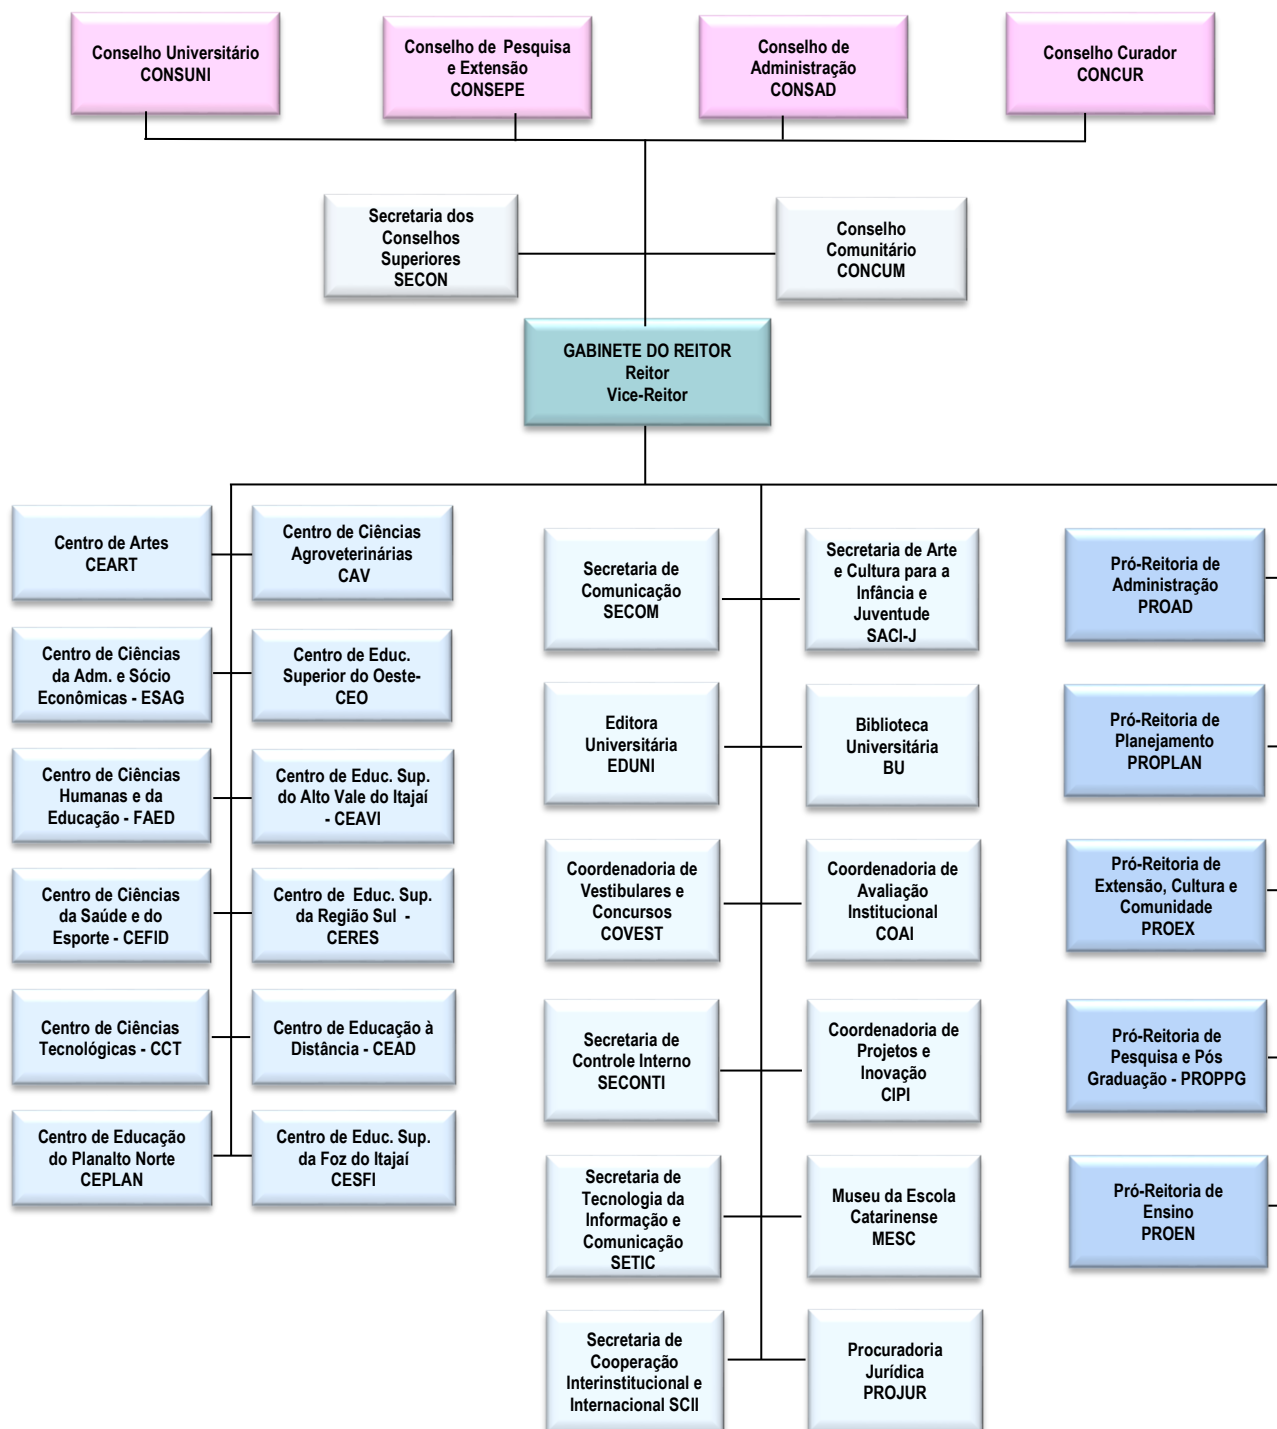 Conselho Universitário
CONSUNI
Conselho de Pesquisa
e Extensão
CONSEPE
Conselho de
Administração
CONSAD
Conselho Curador
CONCUR
Secretaria dos
Conselhos
Superiores
SECON
Conselho
Comunitário
CONCUM
GABINETE DO REITOR
Reitor
Vice-Reitor
Centro de Artes
CEART
Centro de Ciências
Agroveterinárias
CAV
Centro de Ciências
da Adm. e Sócio
Econômicas - ESAG
Centro de Educ.
Superior do Oeste-
CEO
Centro de Ciências
Humanas e da
Educação - FAED
Centro de Educ. Sup.
do Alto Vale do Itajaí
- CEAVI
Centro de Ciências
da Saúde e do
Esporte - CEFID
Centro de Educ. Sup.
da Região Sul -
CERES
Centro de Ciências
Tecnológicas - CCT
Centro de Educação à
Distância - CEAD
Centro de Educação
do Planalto Norte
CEPLAN
Centro de Educ. Sup.
da Foz do Itajaí
CESFI
Secretaria de
Comunicação
SECOM
Secretaria de Arte
e Cultura para a
Infância e
Juventude
SACI-J
Editora
Universitária
EDUNI
Biblioteca
Universitária
BU
Coordenadoria de
Vestibulares e
Concursos
COVEST
Coordenadoria de
Avaliação
Institucional
COAI
Secretaria de
Controle Interno
SECONTI
Coordenadoria de
Projetos e
Inovação
CIPI
Secretaria de
Tecnologia da
Informação e
Comunicação
SETIC
Museu da Escola
Catarinense
MESC
Secretaria de
Cooperação
Interinstitucional e
Internacional SCII
Procuradoria
Jurídica
PROJUR
Pró-Reitoria de
Administração
PROAD
Pró-Reitoria de
Planejamento
PROPLAN
Pró-Reitoria de
Extensão, Cultura e
Comunidade
PROEX
Pró-Reitoria de
Pesquisa e Pós
Graduação - PROPPG
Pró-Reitoria de
Ensino
PROEN